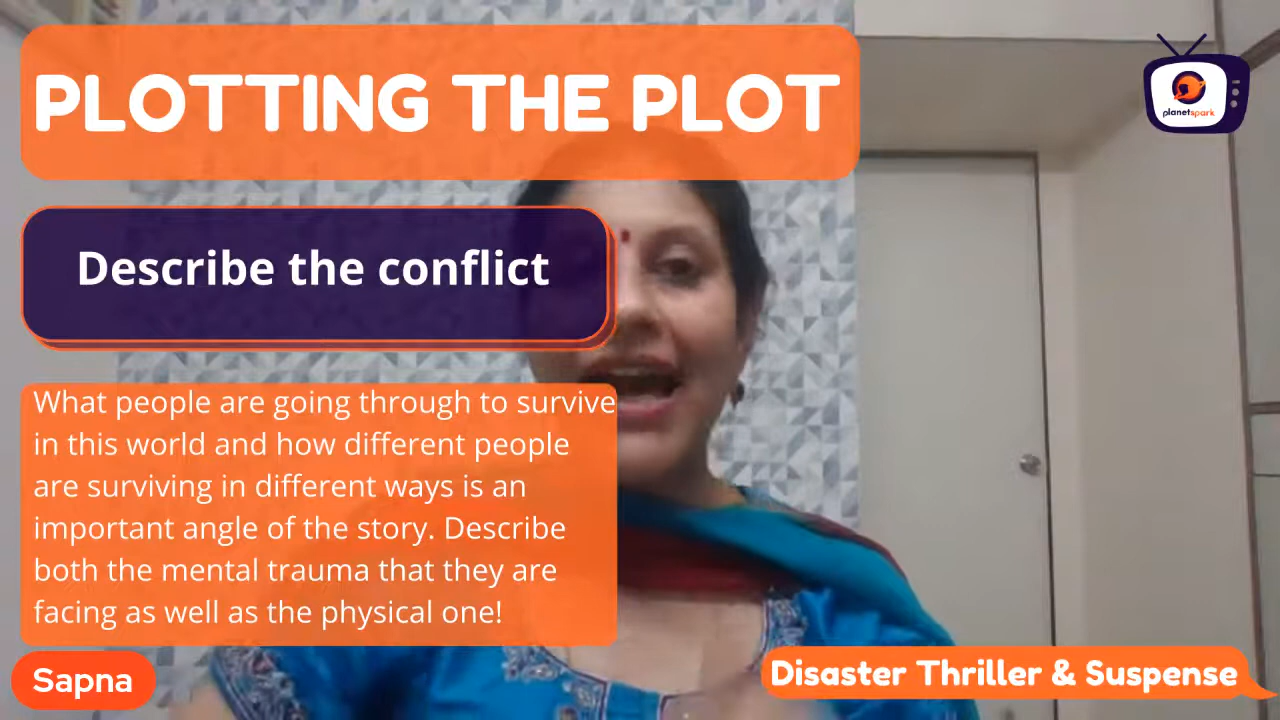 PLOTTING THE PLOT
planetspark
Describe the conflict
What people are going through to survive
in this world and how different people
are surviving in different ways is an
important angle of the story. Describe
both the mental trauma that they are
facing as well as the physical one!
Sapna
Disaster Thriller & Suspense